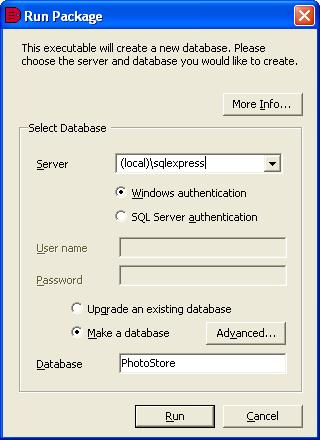 Run Package
This executable will create a new database. Please
choose the server and database you would like to create.
More Info...
Select Database
Server
(local)\sqlexpress
Windows authentication
SQL Server authentication
User name
Password
Upgrade an existing database
Make a database
Advanced...
Database
PhotoStore
Run
Cancel